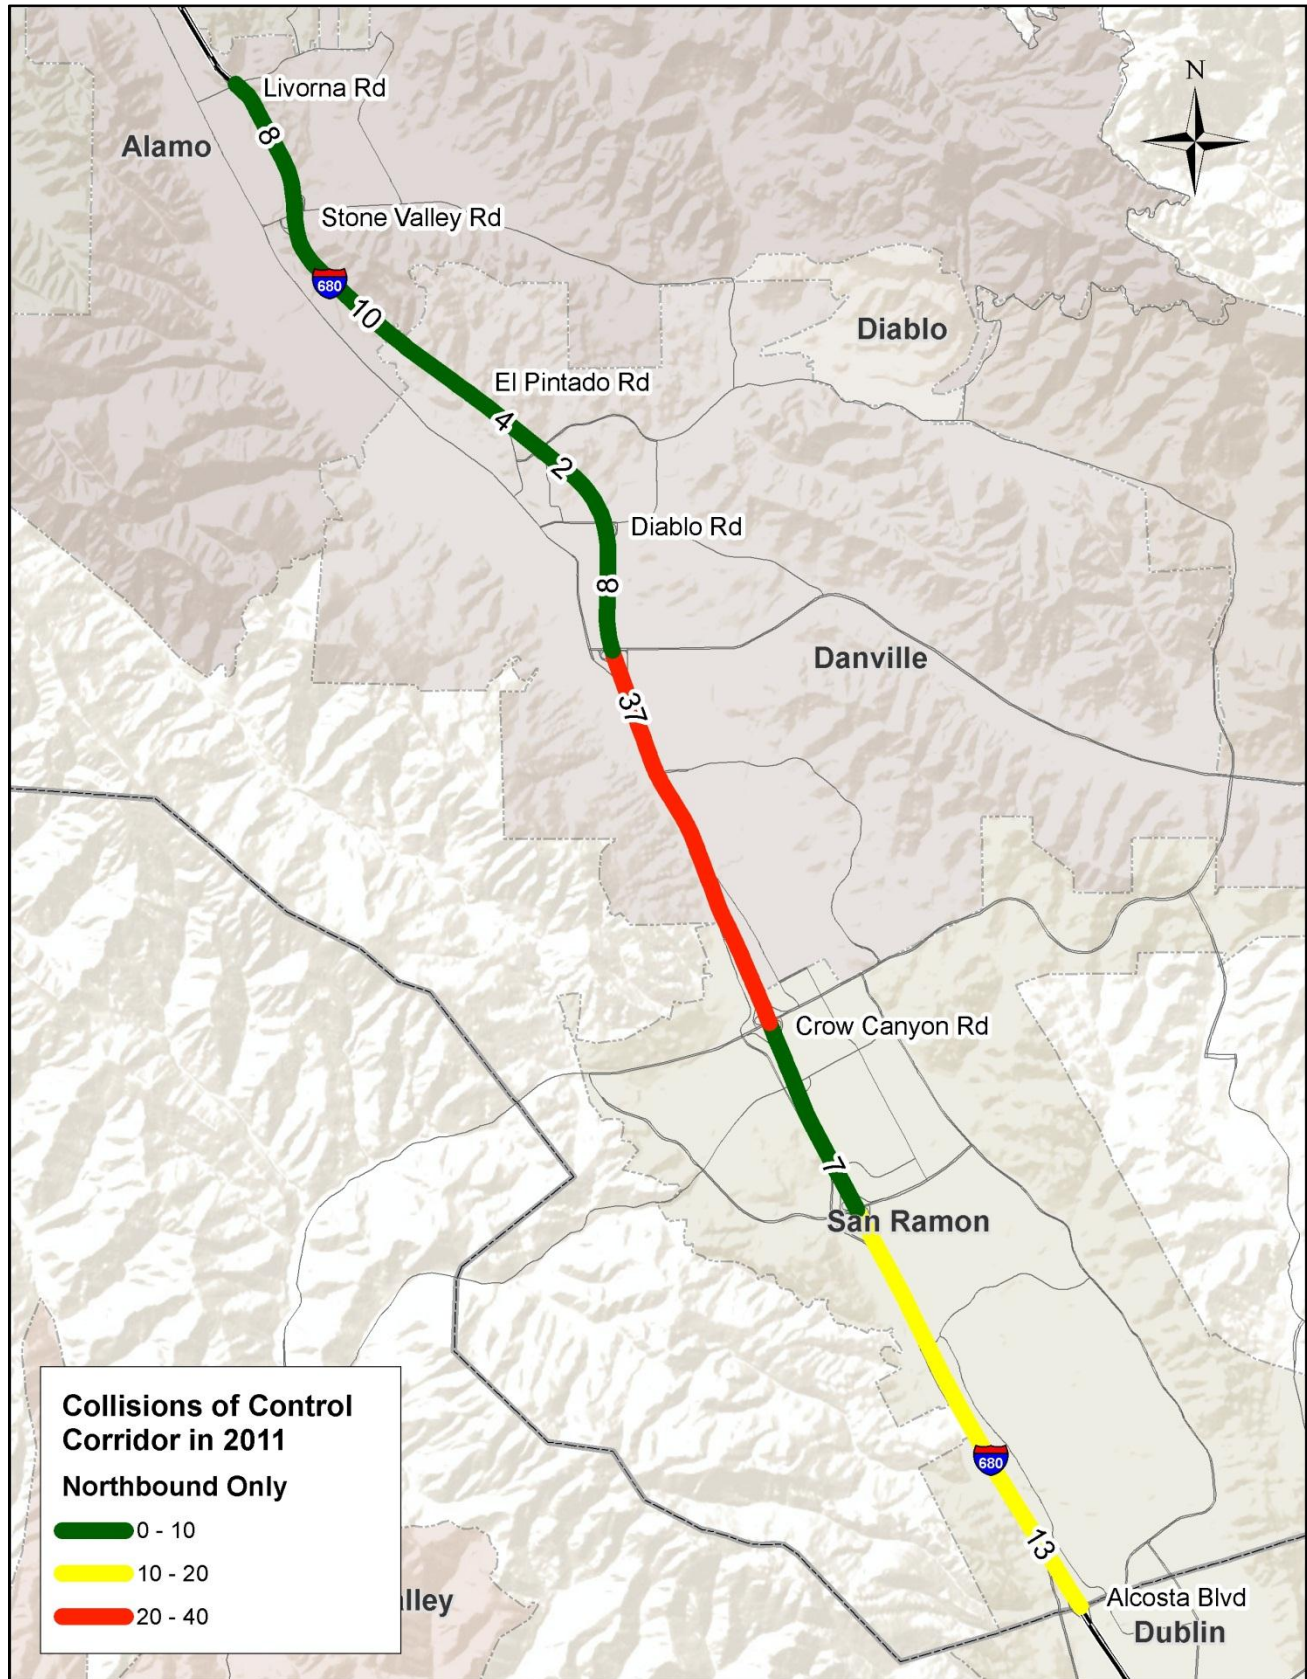 N
Livorna Rd
Alamo
8
Stone Valley Rd
680
10
Diablo
El Pintado Rd
4
2
Diablo Rd
8
Danville
37
Crow Canyon Rd
7
San Ramon
680
13
Alcosta Blvd
Dublin
Collisions of Control
Corridor in 2011
Northbound Only
0 - 10
10 - 20
20 - 40
alley